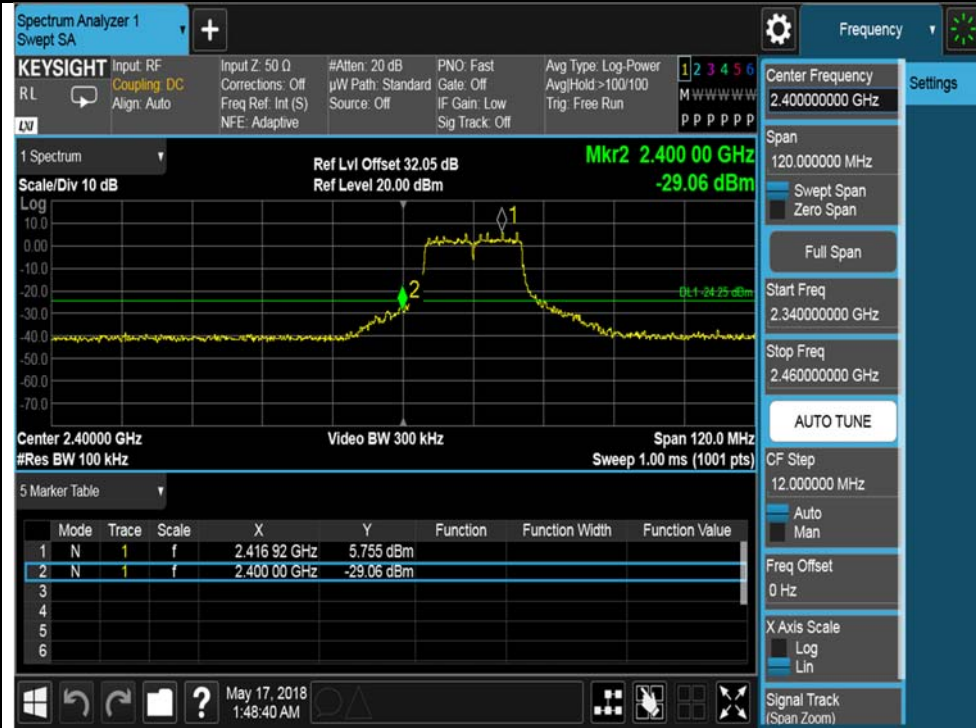 Spectrum Analyzer 1
Swept SA
+
Frequency
KEYSIGHT
RL
LXI
Input: RF
Coupling: DC
Align: Auto
Input Z: 50 Ω
Corrections: Off
Freq Ref: Int (S)
NFE: Adaptive
#Atten: 20 dB
µW Path: Standard
Source: Off
PNO: Fast
Gate: Off
IF Gain: Low
Sig Track: Off
Avg Type: Log-Power
Avg|Hold:>100/100
Trig: Free Run
1 2 3 4 5 6
M W W W W W
P P P P P P
1 Spectrum
Scale/Div 10 dB
Ref Lvl Offset 32.05 dB
Ref Level 20.00 dBm
Mkr2 2.400 00 GHz
-29.06 dBm
Log
10.0
0.00
-10.0
-20.0
-30.0
-40.0
-50.0
-60.0
-70.0
1
2
DL1 -24.25 dBm
Center 2.40000 GHz
#Res BW 100 kHz
Video BW 300 kHz
Span 120.0 MHz
Sweep 1.00 ms (1001 pts)
5 Marker Table
Mode Trace Scale X Y Function Function Width Function Value
1 N 1 f 2.416 92 GHz 5.755 dBm
2 N 1 f 2.400 00 GHz -29.06 dBm
3
4
5
6
?
May 17, 2018
1:48:40 AM
Center Frequency
2.400000000 GHz
Span
120.000000 MHz
Swept Span
Zero Span
Full Span
Start Freq
2.340000000 GHz
Stop Freq
2.460000000 GHz
AUTO TUNE
CF Step
12.000000 MHz
Auto
Man
Freq Offset
0 Hz
X Axis Scale
Log
Lin
Signal Track
(Span Zoom)
Settings